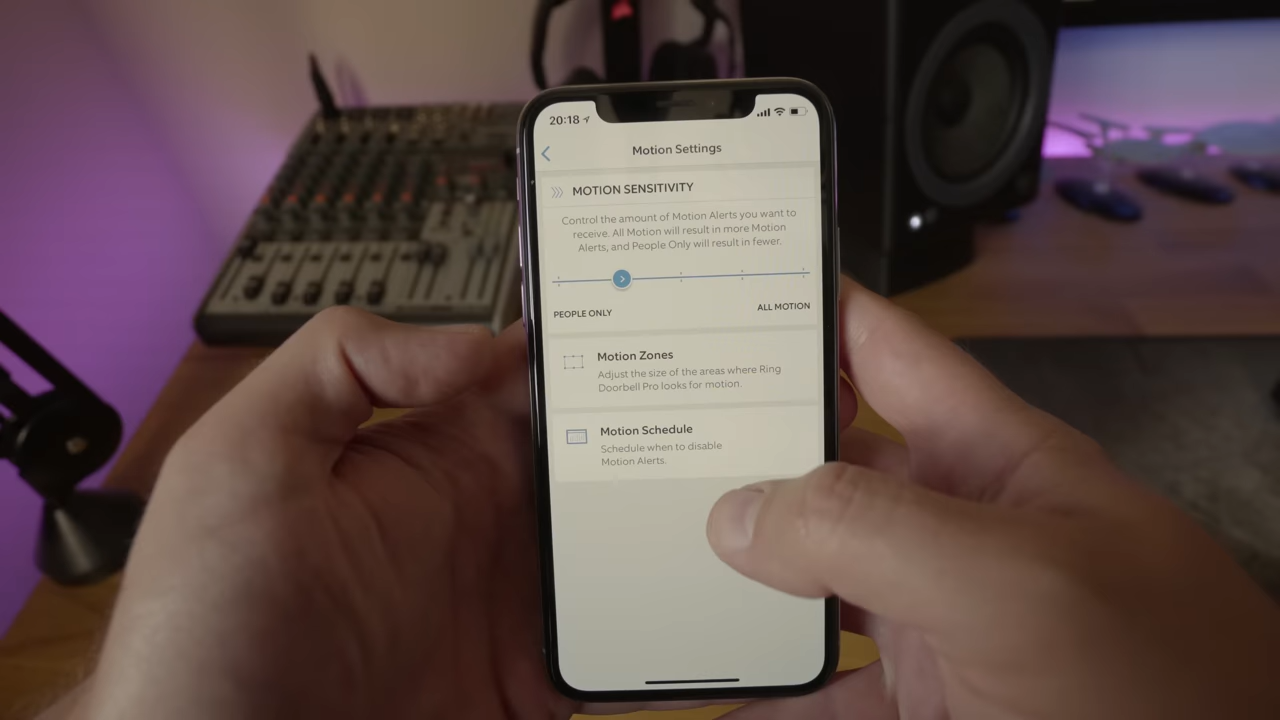 20:18
Motion Settings
MOTION SENSITIVITY
Control the amount of Motion Alerts you want to
receive. All Motion will result in more Motion
Alerts, and People Only will result in fewer.
PEOPLE ONLY
ALL MOTION
Motion Zones
Adjust the size of the areas where Ring
Doorbell Pro looks for motion.
Motion Schedule
Schedule when to disable
Motion Alerts.